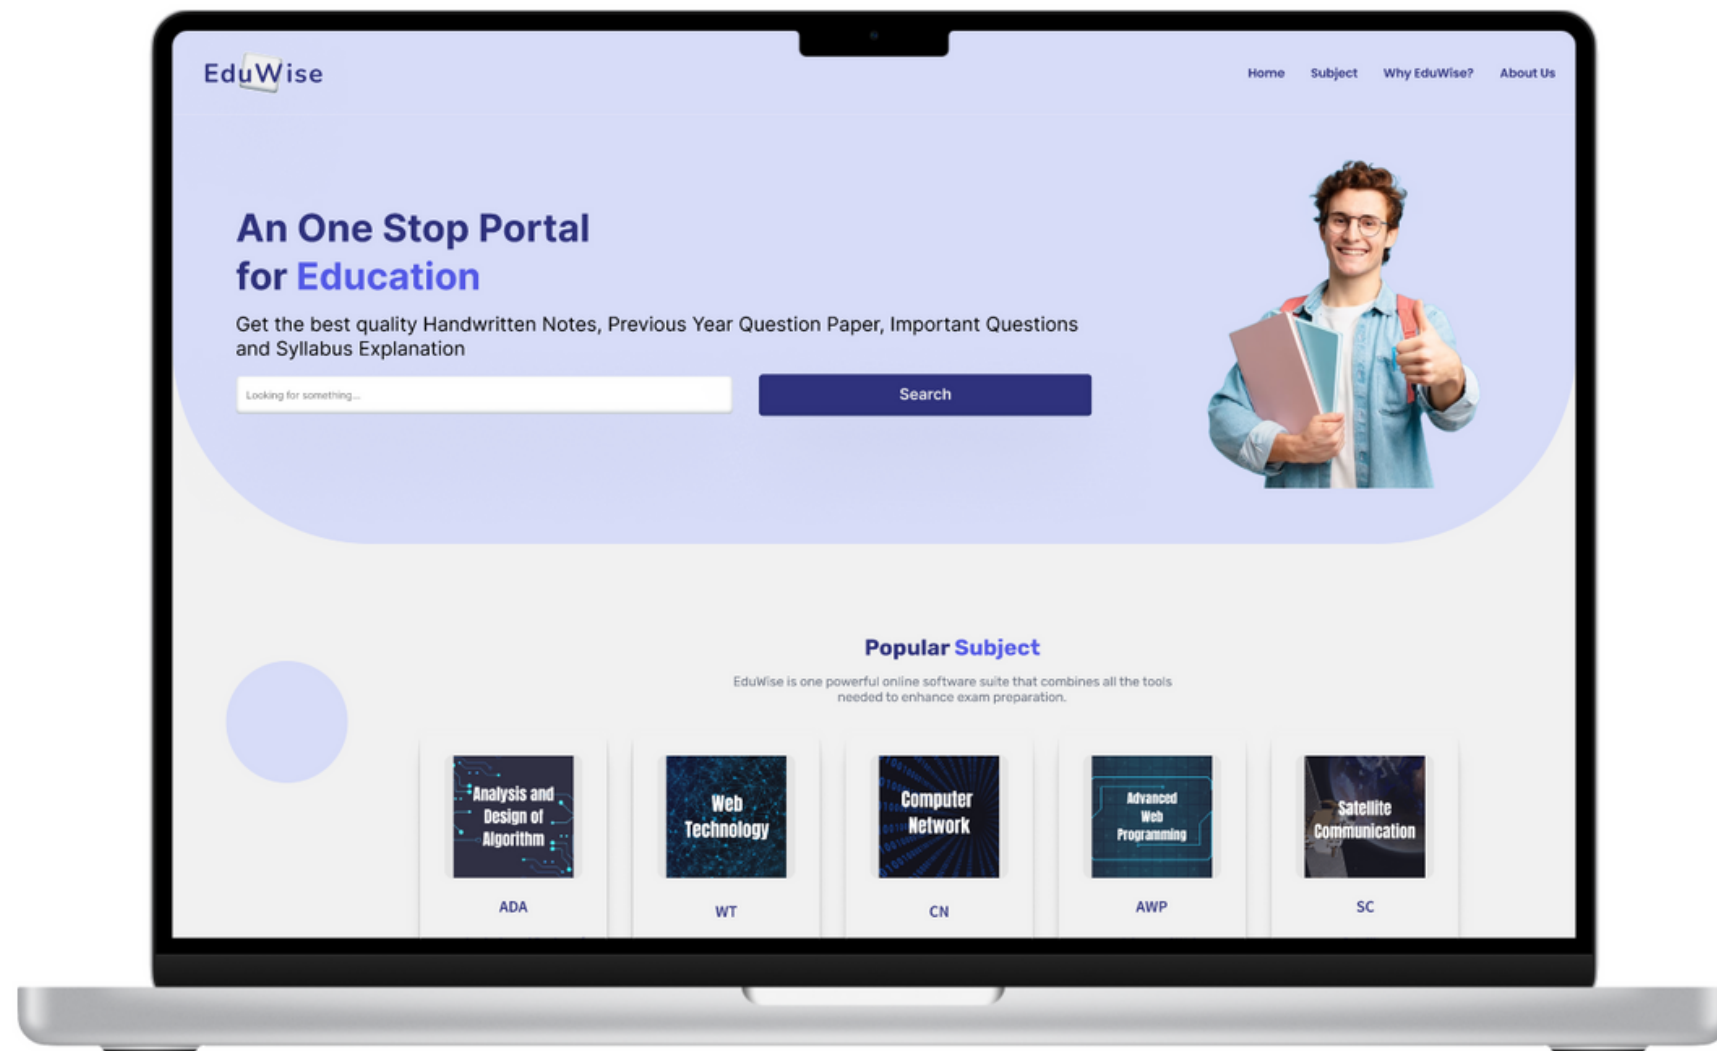 EduWise
Home Subject Why EduWise? About Us
An One Stop Portal
for Education
Get the best quality Handwritten Notes, Previous Year Question Paper, Important Questions
and Syllabus Explanation
Looking for something...
Search
Popular Subject
EduWise is one powerful online software suite that combines all the tools
needed to enhance exam preparation.
Analysis and
Design of
Algorithm
ADA
Web
Technology
WT
Computer
Network
CN
Advanced
Web
Programming
AWP
Satellite
Communication
SC